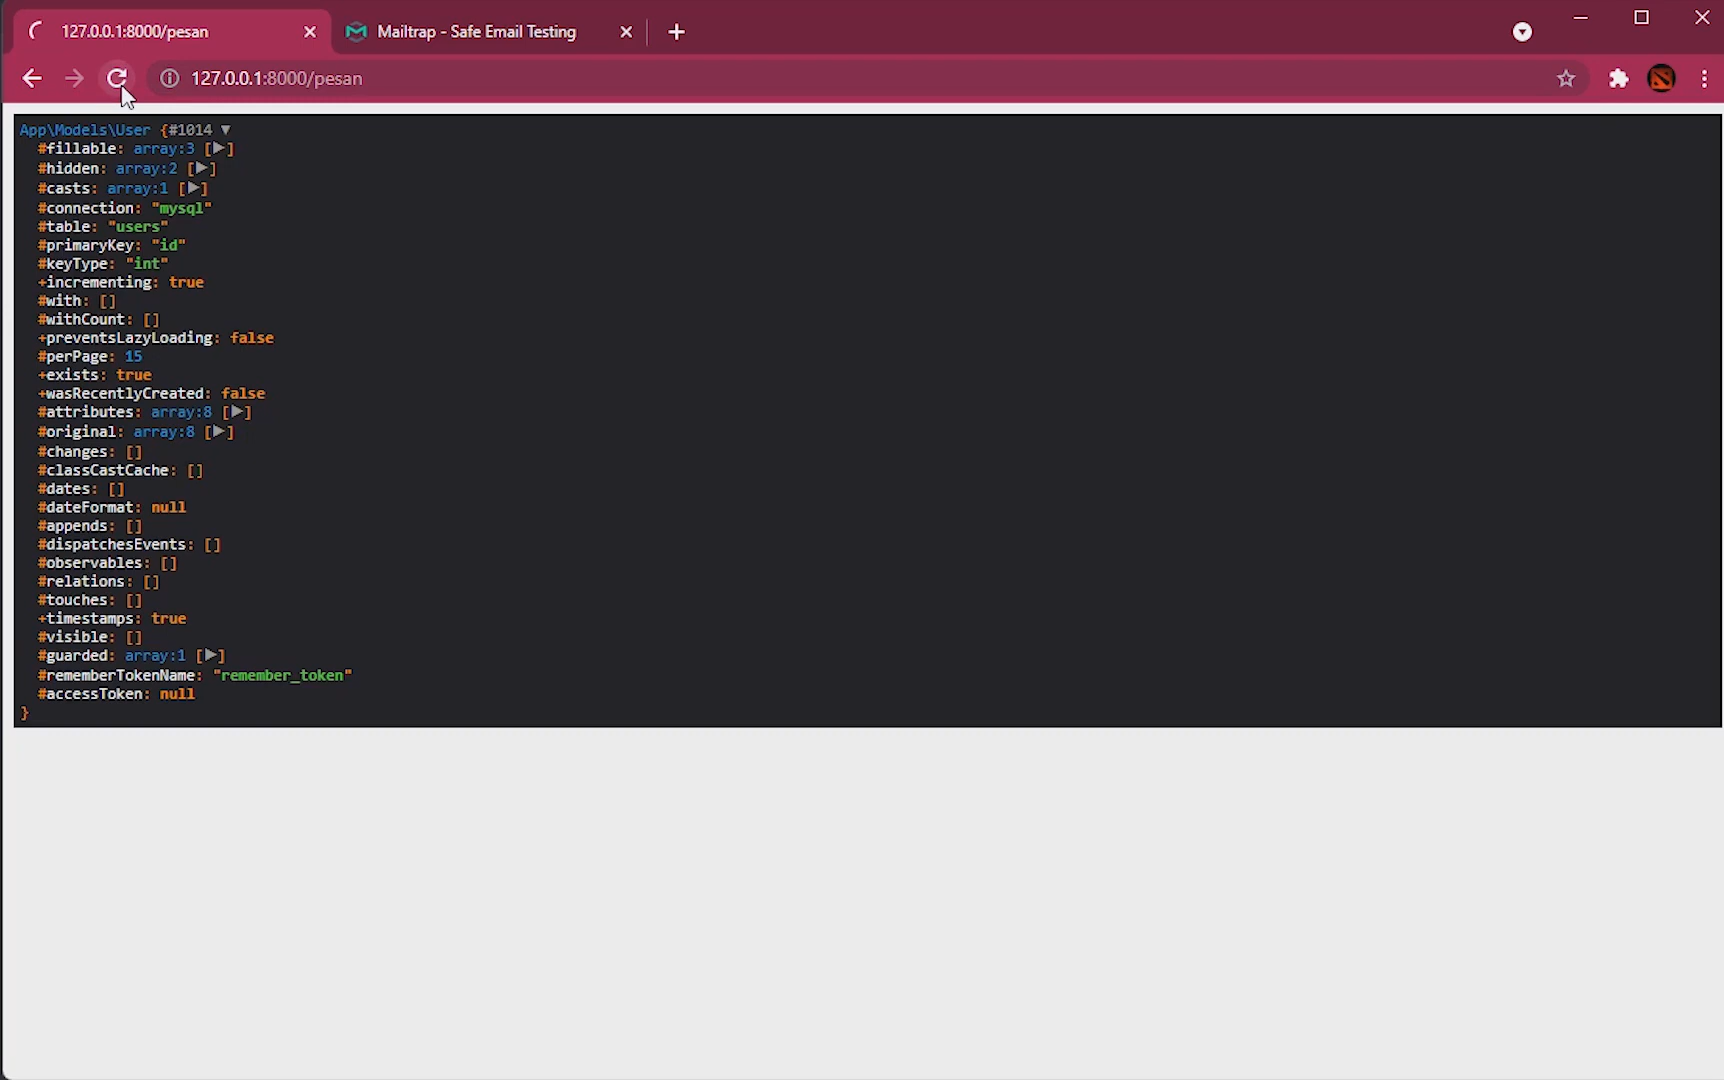 127.0.0.1:8000/pesan
Mailtrap - Safe Email Testing
127.0.0.1:8000/pesan
App\Models\User {#1014 ▼
#fillable: array:3 [▶]
#hidden: array:2 [▶]
#casts: array:1 [▶]
#connection: "mysql"
#table: "users"
#primaryKey: "id"
#keyType: "int"
+incrementing: true
#with: []
#withCount: []
+preventsLazyLoading: false
#perPage: 15
+exists: true
+wasRecentlyCreated: false
#attributes: array:8 [▶]
#original: array:8 [▶]
#changes: []
#classCastCache: []
#dates: []
#dateFormat: null
#appends: []
#dispatchesEvents: []
#observables: []
#relations: []
#touches: []
+timestamps: true
#visible: []
#guarded: array:1 [▶]
#rememberTokenName: "remember_token"
#accessToken: null
}